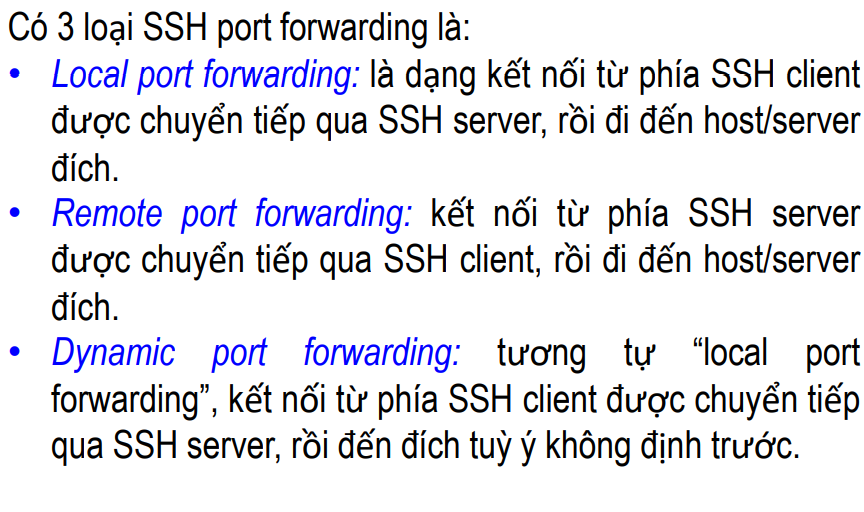 Có 3 loại SSH port forwarding là:
• Local port forwarding: là dạng kết nối từ phía SSH client
được chuyển tiếp qua SSH server, rồi đi đến host/server
đích.
• Remote port forwarding: kết nối từ phía SSH server
được chuyển tiếp qua SSH client, rồi đi đến host/server
đích.
• Dynamic port forwarding: tương tự “local port
forwarding”, kết nối từ phía SSH client được chuyển tiếp
qua SSH server, rồi đến đích tuỳ ý không định trước.